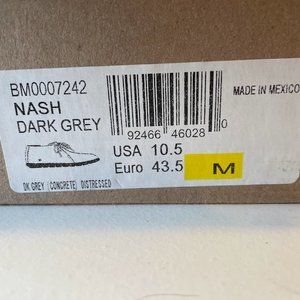 BM0007242
NASH
DARK GREY
MADE IN MEXICO
92466 46028 0
USA 10.5
Euro 43.5 M
DK GREY (CONCRETE) DISTRESSED